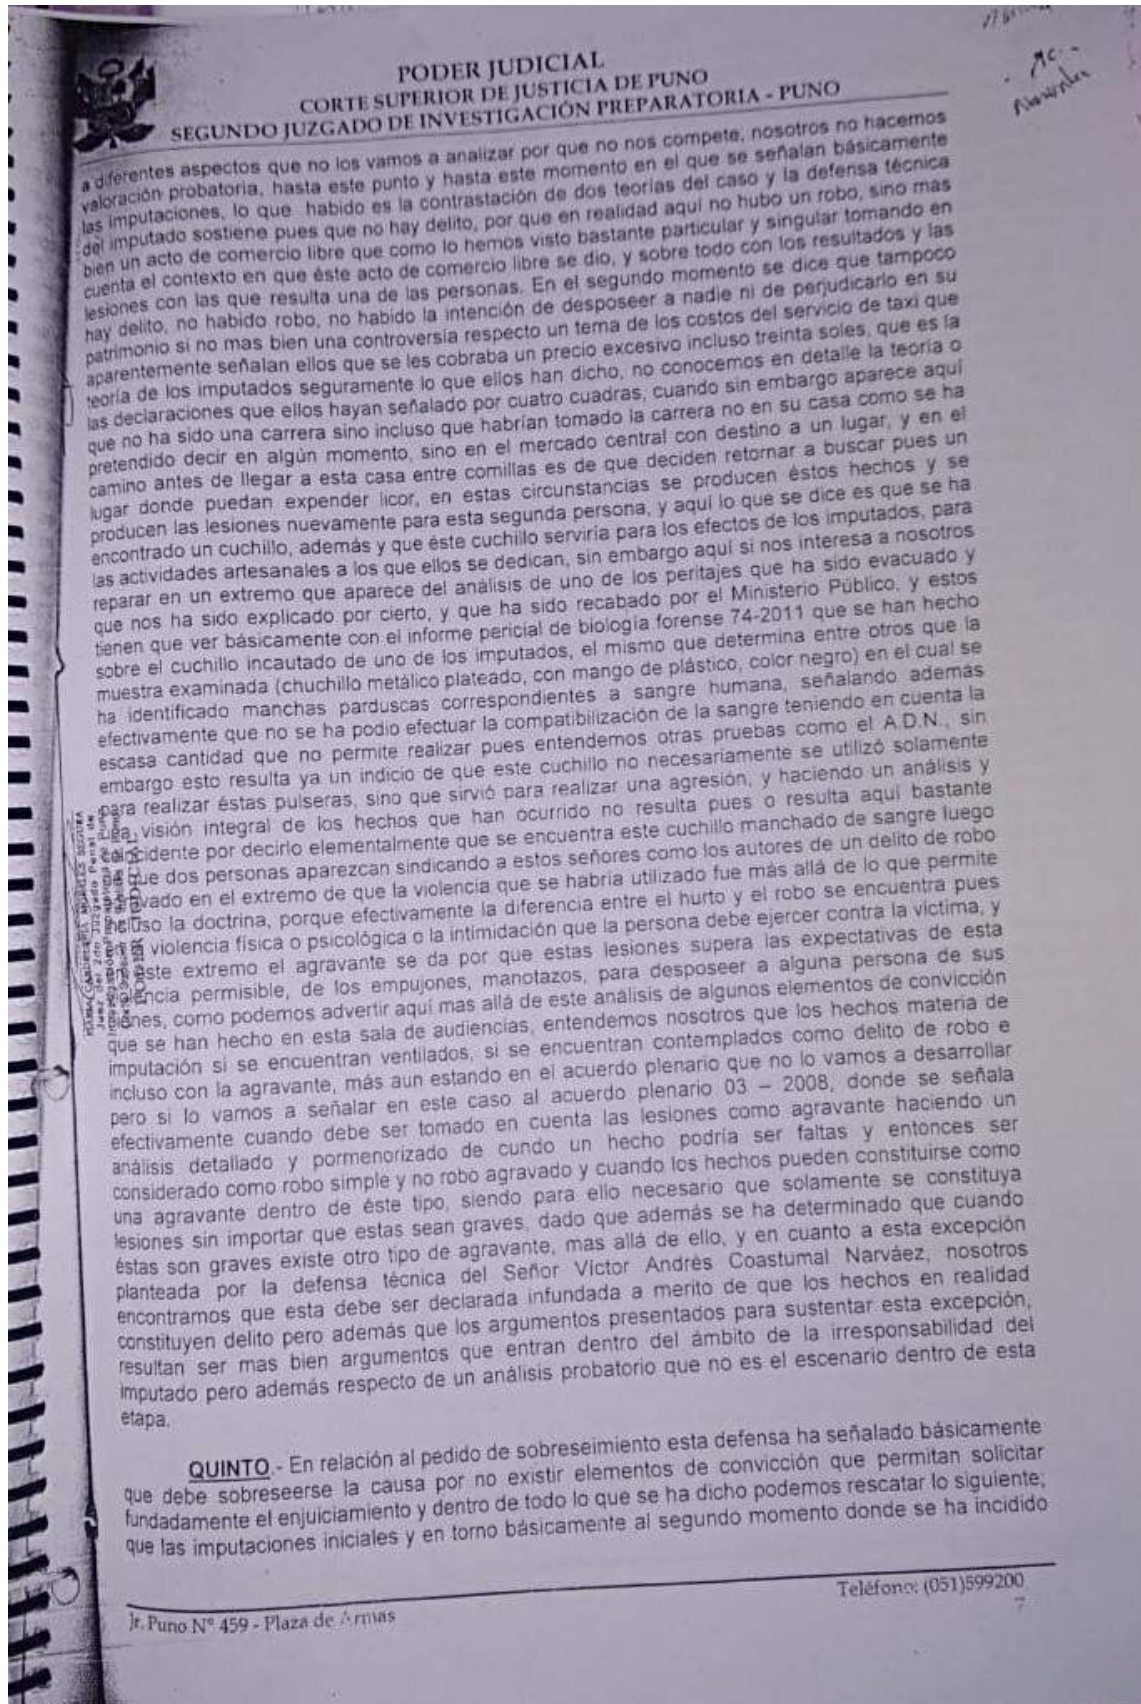 PODER JUDICIAL
CORTE SUPERIOR DE JUSTICIA DE PUNO
SEGUNDO JUZGADO DE INVESTIGACIÓN PREPARATORIA - PUNO
a diferentes aspectos que no los vamos a analizar por que no nos compete, nosotros no hacemos
valoración probatoria, hasta este punto y hasta este momento en el que se señalan básicamente
las imputaciones, lo que habido es la contrastación de dos teorías del caso y la defensa técnica
del imputado sostiene pues que no hay delito, por que en realidad aquí no hubo un robo, sino mas
bien un acto de comercio libre que como lo hemos visto bastante particular y singular tomando en
cuenta el contexto en que éste acto de comercio libre se dio, y sobre todo con los resultados y las
lesiones con las que resulta una de las personas. En el segundo momento se dice que tampoco
hay delito, no habido robo, no habido la intención de desposeer a nadie ni de perjudicarlo en su
patrimonio si no mas bien una controversia respecto un tema de los costos del servicio de taxi que
aparentemente señalan ellos que se les cobraba un precio excesivo incluso treinta soles, que es la
teoría de los imputados seguramente lo que ellos han dicho, no conocemos en detalle la teoría o
las declaraciones que ellos hayan señalado por cuatro cuadras, cuando sin embargo aparece aquí
que no ha sido una carrera sino incluso que habrían tomado la carrera no en su casa como se ha
pretendido decir en algún momento, sino en el mercado central con destino a un lugar, y en el
camino antes de llegar a esta casa entre comillas es de que deciden retornar a buscar pues un
lugar donde puedan expender licor, en estas circunstancias se producen éstos hechos y se
producen las lesiones nuevamente para esta segunda persona, y aquí lo que se dice es que se ha
encontrado un cuchillo, además y que éste cuchillo serviría para los efectos de los imputados, para
las actividades artesanales a los que ellos se dedican, sin embargo aquí si nos interesa a nosotros
reparar en un extremo que aparece del análisis de uno de los peritajes que ha sido evacuado y
que nos ha sido explicado por cierto, y que ha sido recabado por el Ministerio Público, y estos
tienen que ver básicamente con el informe pericial de biología forense 74-2011 que se han hecho
sobre el cuchillo incautado de uno de los imputados, el mismo que determina entre otros que la
muestra examinada (chuchillo metálico plateado, con mango de plástico, color negro) en el cual se
ha identificado manchas parduscas correspondientes a sangre humana, señalando además
efectivamente que no se ha podio efectuar la compatibilización de la sangre teniendo en cuenta la
escasa cantidad que no permite realizar pues entendemos otras pruebas como el A.D.N., sin
embargo esto resulta ya un indicio de que este cuchillo no necesariamente se utilizó solamente
para realizar éstas pulseras, sino que sirvió para realizar una agresión, y haciendo un análisis y
visión integral de los hechos que han ocurrido no resulta pues o resulta aquí bastante
coincidente por decirlo elementalmente que se encuentra este cuchillo manchado de sangre luego
que dos personas aparezcan sindicando a estos señores como los autores de un delito de robo
en el extremo de que la violencia que se habría utilizado fue más allá de lo que permite
incluso la doctrina, porque efectivamente la diferencia entre el hurto y el robo se encuentra pues
violencia física o psicológica o la intimidación que la persona debe ejercer contra la víctima, y
este extremo el agravante se da por que estas lesiones supera las expectativas de esta
violencia permisible, de los empujones, manotazos, para desposeer a alguna persona de sus
bienes, como podemos advertir aquí mas allá de este análisis de algunos elementos de convicción
que se han hecho en esta sala de audiencias, entendemos nosotros que los hechos materia de
imputación si se encuentran ventilados, si se encuentran contemplados como delito de robo e
incluso con la agravante, más aun estando en el acuerdo plenario que no lo vamos a desarrollar
pero si lo vamos a señalar en este caso al acuerdo plenario 03 – 2008, donde se señala
efectivamente cuando debe ser tomado en cuenta las lesiones como agravante haciendo un
análisis detallado y pormenorizado de cundo un hecho podría ser faltas y entonces ser
considerado como robo simple y no robo agravado y cuando los hechos pueden constituirse como
una agravante dentro de éste tipo, siendo para ello necesario que solamente se constituya
lesiones sin importar que estas sean graves, dado que además se ha determinado que cuando
éstas son graves existe otro tipo de agravante, mas allá de ello, y en cuanto a esta excepción
planteada por la defensa técnica del Señor Víctor Andrés Coastumal Narváez, nosotros
encontramos que esta debe ser declarada infundada a merito de que los hechos en realidad
constituyen delito pero además que los argumentos presentados para sustentar esta excepción,
resultan ser mas bien argumentos que entran dentro del ámbito de la irresponsabilidad del
imputado pero además respecto de un análisis probatorio que no es el escenario dentro de esta
etapa.
QUINTO.- En relación al pedido de sobreseimiento esta defensa ha señalado básicamente
que debe sobreseerse la causa por no existir elementos de convicción que permitan solicitar
fundadamente el enjuiciamiento y dentro de todo lo que se ha dicho podemos rescatar lo siguiente;
que las imputaciones iniciales y en torno básicamente al segundo momento donde se ha incidido
Jr. Puno N° 459 - Plaza de Armas
Teléfono: (051)599200
7